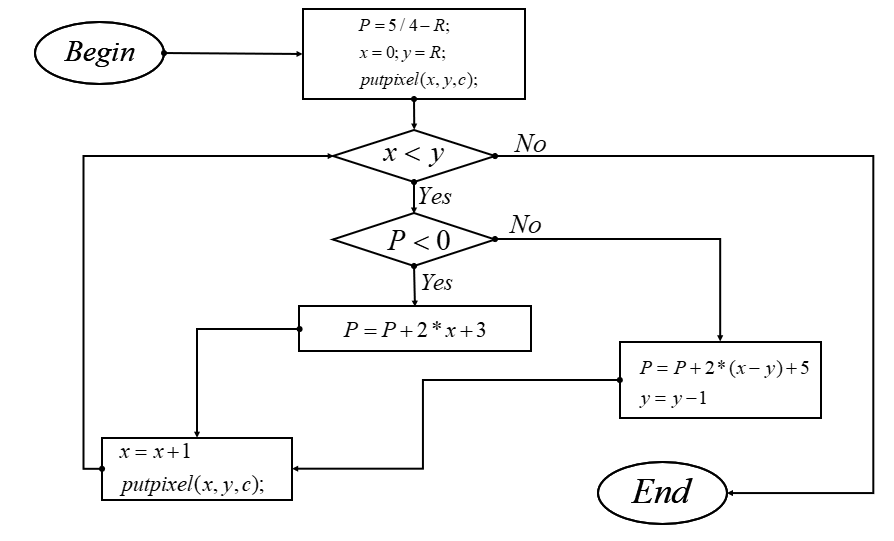 Begin
P = 5 / 4 − R;
x = 0; y = R;
putpixel(x, y, c);
x < y
No
Yes
P < 0
No
Yes
P = P + 2 * x + 3
P = P + 2 * (x − y) + 5
y = y − 1
x = x + 1
putpixel(x, y, c);
End